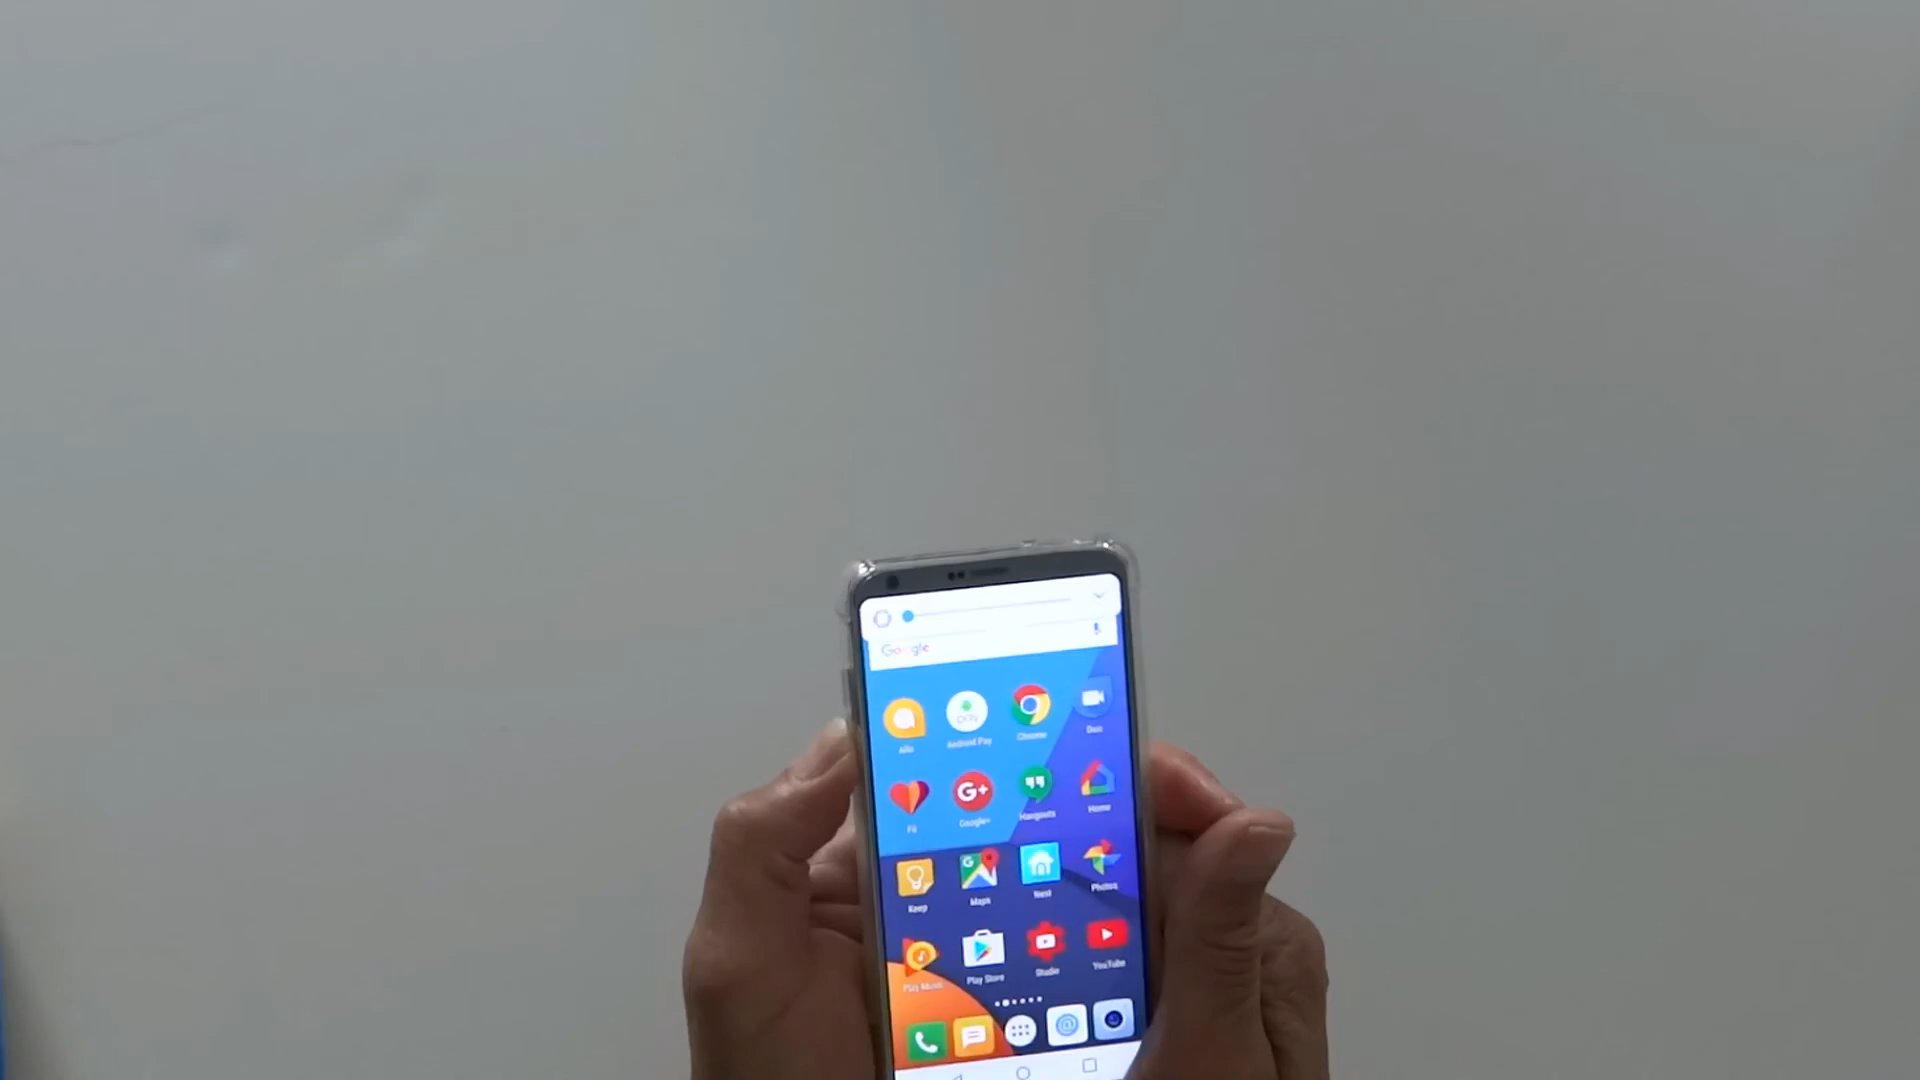 Google
Allo
pay
Android Pay
Chrome
Duo
G+
Fit
Google+
Hangouts
Home
G
Keep
Maps
Nest
Photos
Play Music
Play Store
Studio
YouTube
@